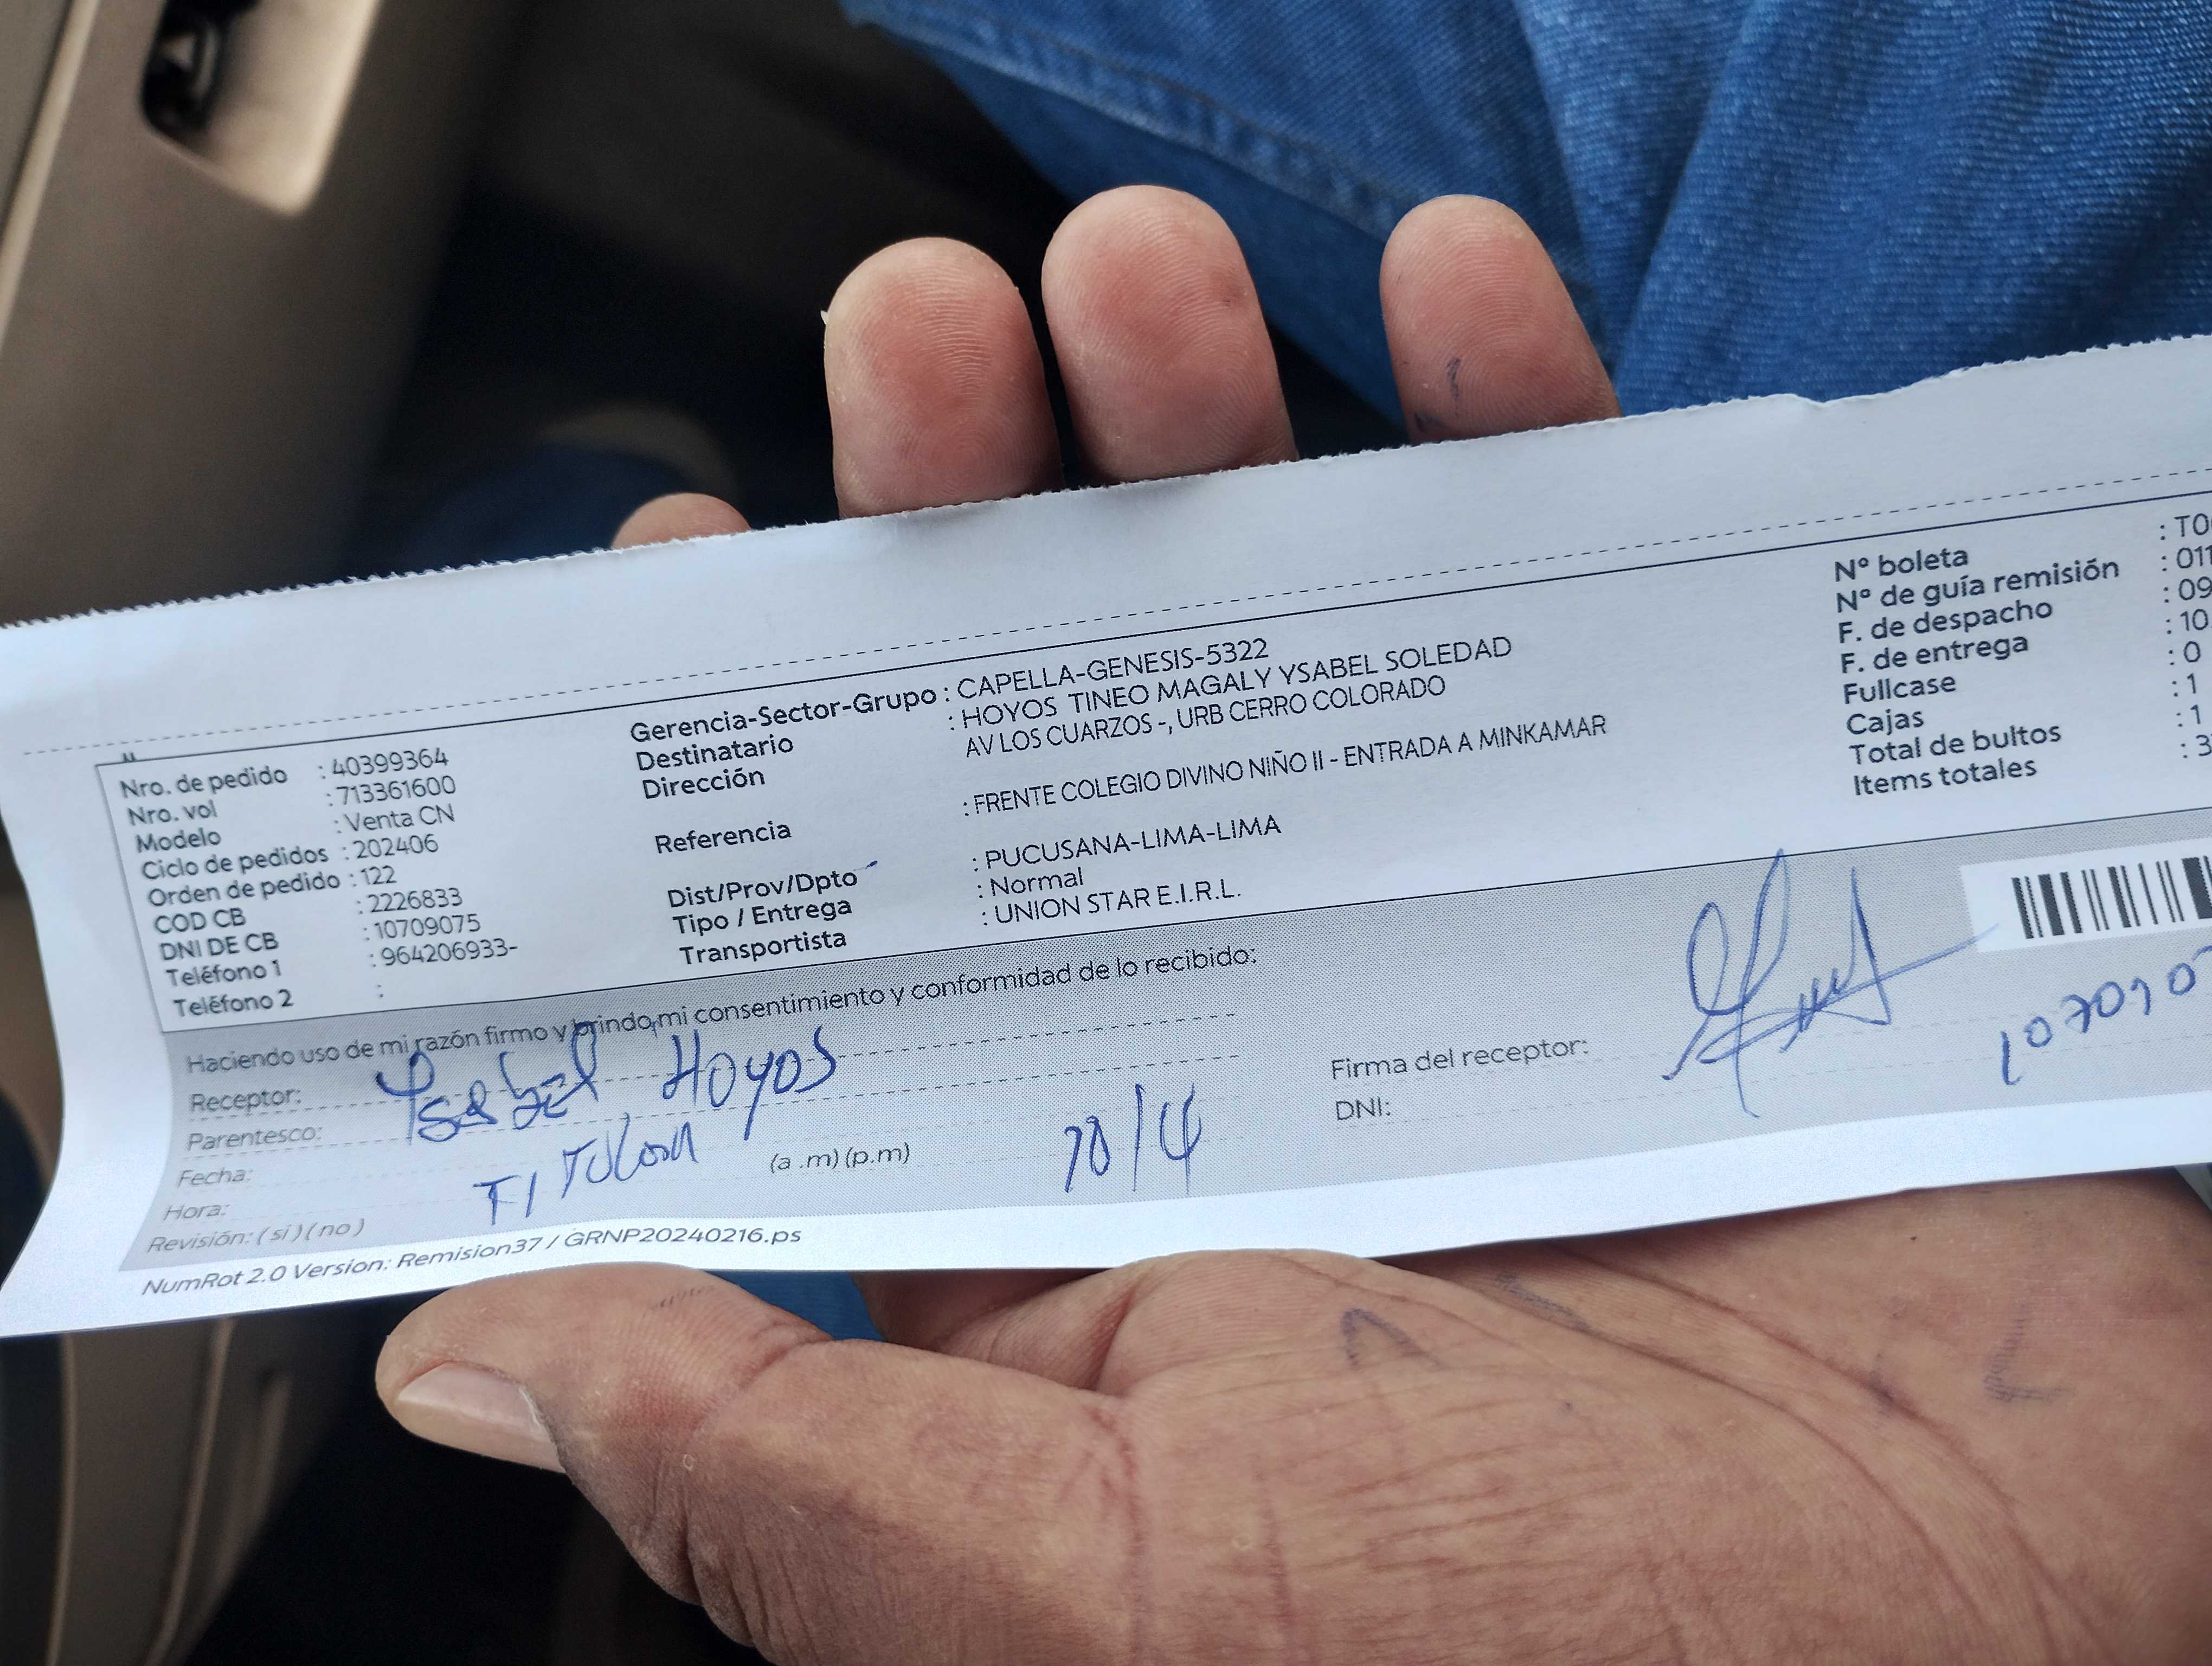 Nro. de pedido : 40399364
Nro. vol : 713361600
Modelo : Venta CN
Ciclo de pedidos : 202406
Orden de pedido : 122
COD CB : 2226833
DNI DE CB : 10709075
Teléfono 1 : 964206933-
Teléfono 2 :
Gerencia-Sector-Grupo : CAPELLA-GENESIS-5322
Destinatario : HOYOS TINEO MAGALY YSABEL SOLEDAD
Dirección AV LOS CUARZOS -, URB CERRO COLORADO
Referencia : FRENTE COLEGIO DIVINO NIÑO II - ENTRADA A MINKAMAR
Dist/Prov/Dpto : PUCUSANA-LIMA-LIMA
Tipo / Entrega : Normal
Transportista : UNION STAR E.I.R.L.
N° boleta : T0
N° de guía remisión : 011
F. de despacho : 09
F. de entrega : 10
Fullcase : 0
Cajas : 1
Total de bultos : 1
Items totales : 3
Haciendo uso de mi razón firmo y brindo mi consentimiento y conformidad de lo recibido:
Receptor: Ysabel Hoyos
Parentesco: TITULAR
Fecha: 10/4
Hora: (a .m) (p.m)
Revisión: ( si ) ( no )
Firma del receptor:
DNI: 107090
NumRot 2.0 Version: Remision37 / GRNP20240216.ps